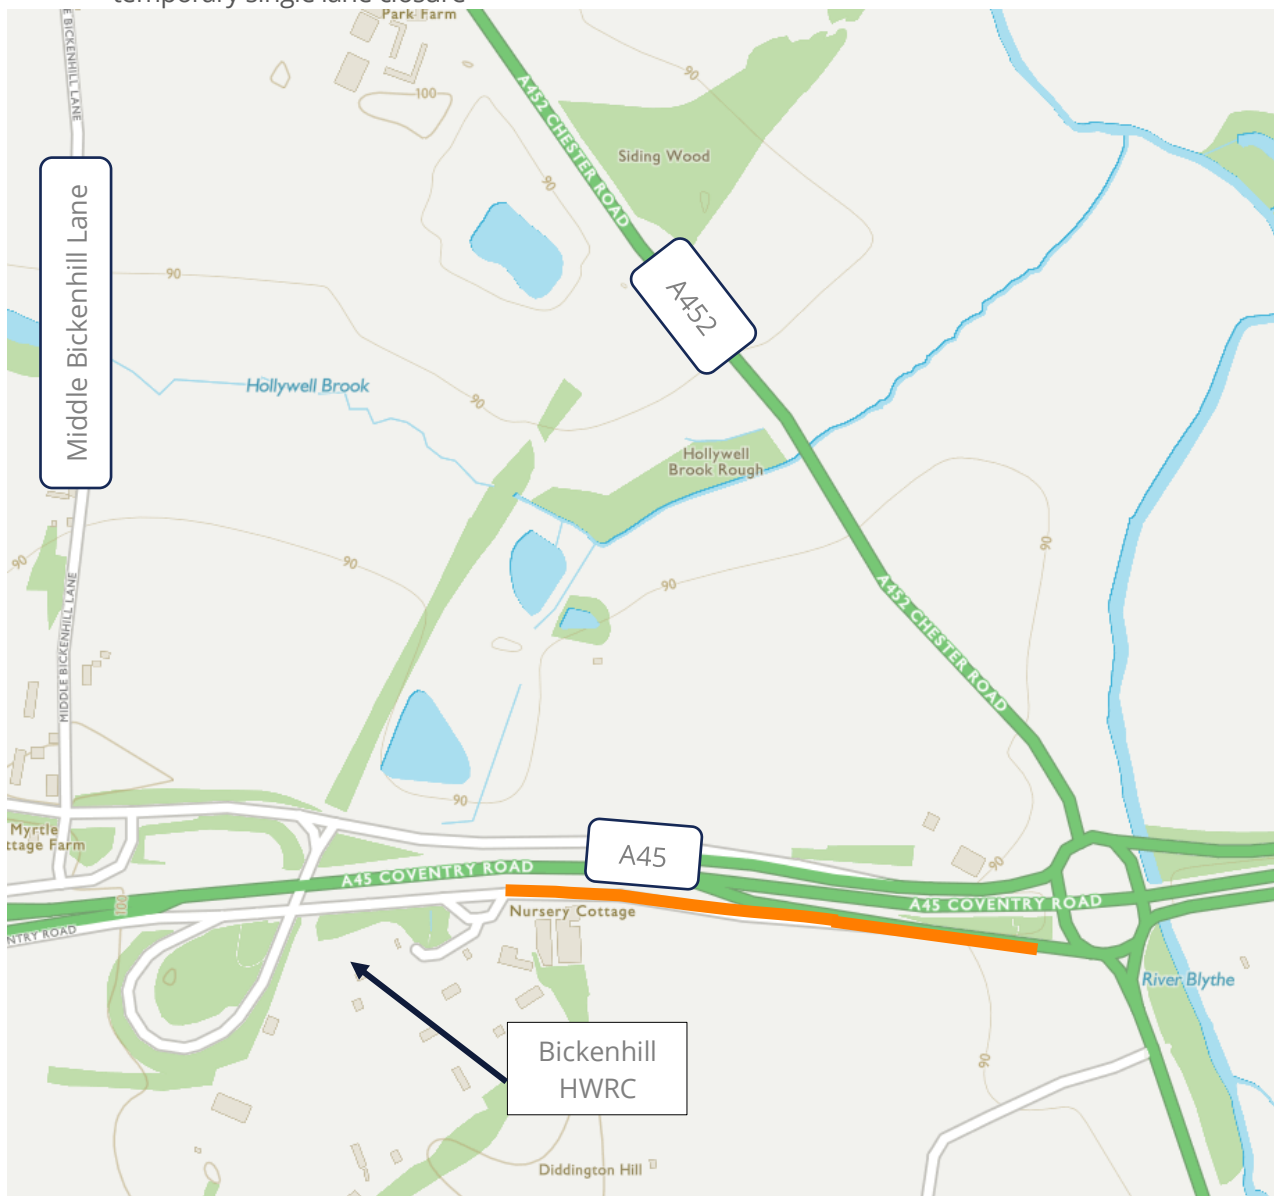 temporary single lane closure
Park Farm
E BICKENHILL LANE
100
A452 CHESTER ROAD
90
Siding Wood
90
Middle Bickenhill Lane
90
A452
Hollywell Brook
90
Hollywell
Brook Rough
90
90
90
90
MIDDLE BICKENHILL LANE
A452 CHESTER ROAD
90
Myrtle
ttage Farm
A45
90
A45 COVENTRY ROAD
100
A45 COVENTRY ROAD
Nursery Cottage
NTRY ROAD
River Blythe
Bickenhill
HWRC
90
Diddington Hill